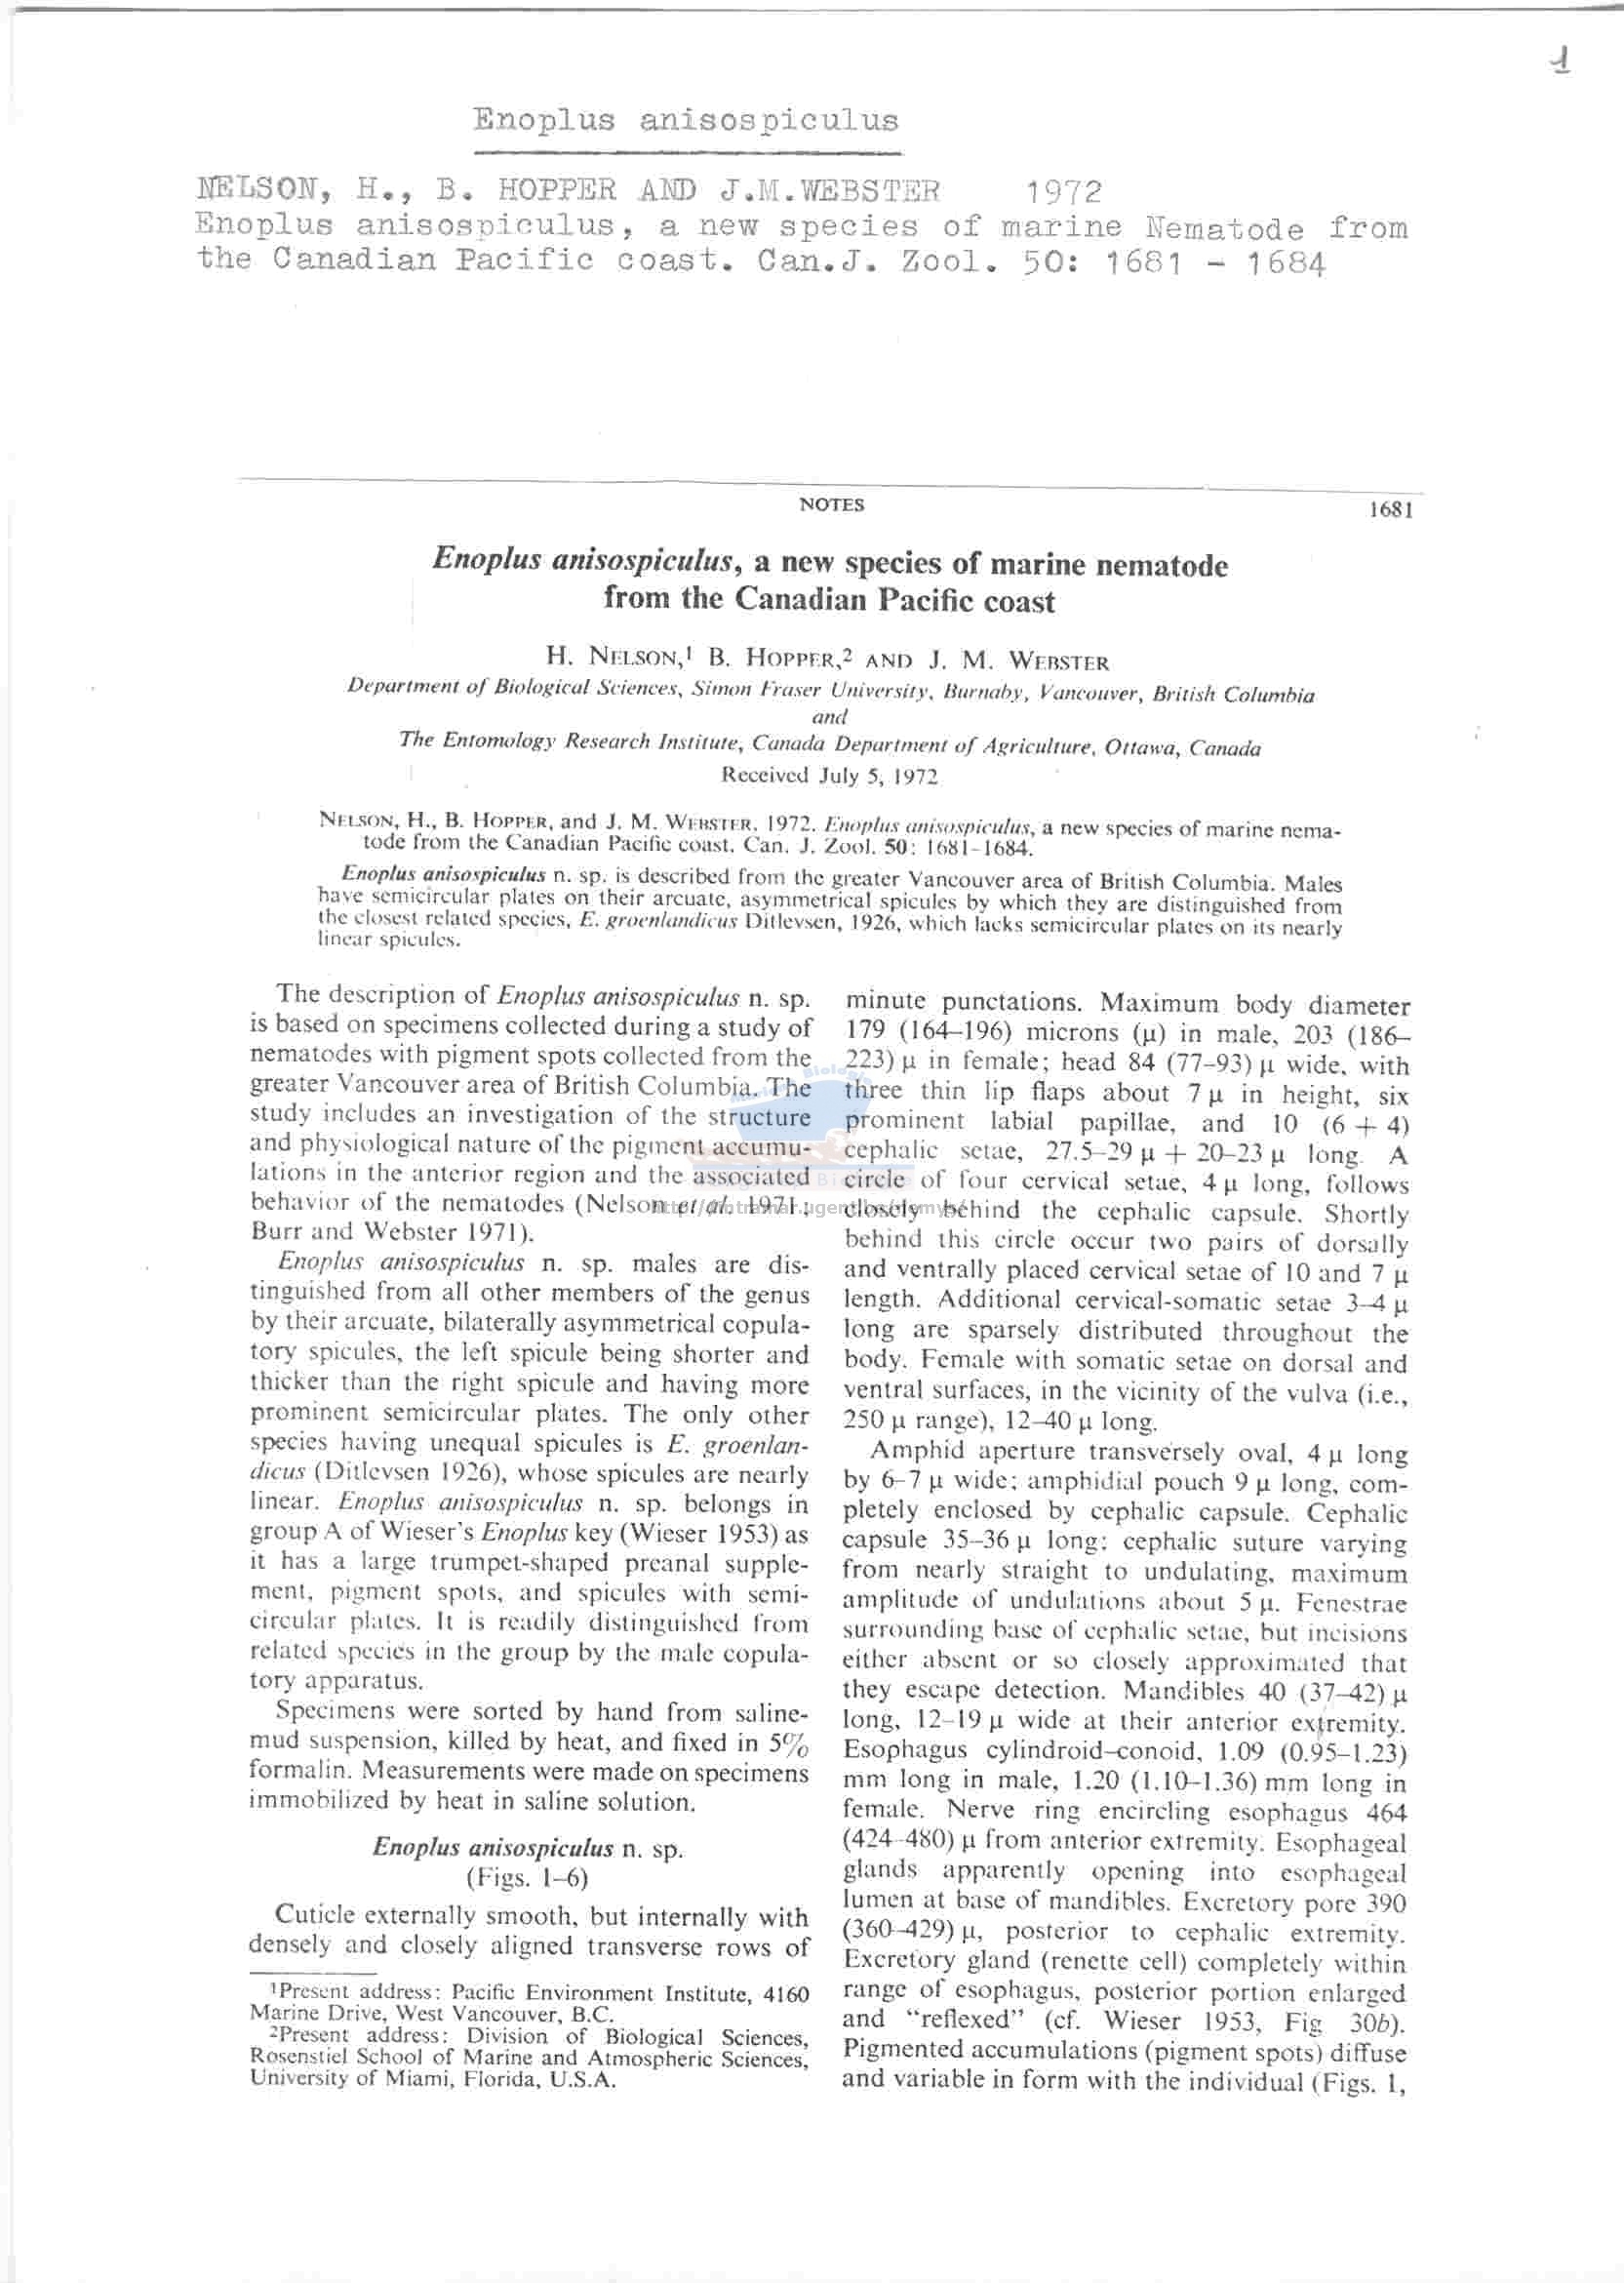 1
Enoplus anisospiculus
NELSON, H., B. HOPPER AND J.M.WEBSTER 1972
Enoplus anisospiculus, a new species of marine Nematode from
the Canadian Pacific coast. Can.J. Zool. 50: 1681 - 1684
NOTES 1681
Enoplus anisospiculus, a new species of marine nematode
from the Canadian Pacific coast
H. NELSON,1 B. HOPPER,2 AND J. M. WEBSTER
Department of Biological Sciences, Simon Fraser University, Burnaby, Vancouver, British Columbia
and
The Entomology Research Institute, Canada Department of Agriculture, Ottawa, Canada
Received July 5, 1972
NELSON, H., B. HOPPER, and J. M. WEBSTER. 1972. Enoplus anisospiculus, a new species of marine nema-
tode from the Canadian Pacific coast. Can. J. Zool. 50: 1681-1684.
Enoplus anisospiculus n. sp. is described from the greater Vancouver area of British Columbia. Males
have semicircular plates on their arcuate, asymmetrical spicules by which they are distinguished from
the closest related species, E. groenlandicus Ditlevsen, 1926, which lacks semicircular plates on its nearly
linear spicules.
The description of Enoplus anisospiculus n. sp.
is based on specimens collected during a study of
nematodes with pigment spots collected from the
greater Vancouver area of British Columbia. The
study includes an investigation of the structure
and physiological nature of the pigment accumu-
lations in the anterior region and the associated
behavior of the nematodes (Nelson et al. 1971;
Burr and Webster 1971).
Enoplus anisospiculus n. sp. males are dis-
tinguished from all other members of the genus
by their arcuate, bilaterally asymmetrical copula-
tory spicules, the left spicule being shorter and
thicker than the right spicule and having more
prominent semicircular plates. The only other
species having unequal spicules is E. groenlan-
dicus (Ditlevsen 1926), whose spicules are nearly
linear. Enoplus anisospiculus n. sp. belongs in
group A of Wieser's Enoplus key (Wieser 1953) as
it has a large trumpet-shaped preanal supple-
ment, pigment spots, and spicules with semi-
circular plates. It is readily distinguished from
related species in the group by the male copula-
tory apparatus.
Specimens were sorted by hand from saline-
mud suspension, killed by heat, and fixed in 5%
formalin. Measurements were made on specimens
immobilized by heat in saline solution.
Enoplus anisospiculus n. sp.
(Figs. 1–6)
Cuticle externally smooth, but internally with
densely and closely aligned transverse rows of
1Present address: Pacific Environment Institute, 4160
Marine Drive, West Vancouver, B.C.
2Present address: Division of Biological Sciences,
Rosenstiel School of Marine and Atmospheric Sciences,
University of Miami, Florida, U.S.A.
minute punctations. Maximum body diameter
179 (164–196) microns (μ) in male, 203 (186–
223) μ in female; head 84 (77–93) μ wide, with
three thin lip flaps about 7 μ in height, six
prominent labial papillae, and 10 (6 + 4)
cephalic setae, 27.5–29 μ + 20–23 μ long. A
circle of four cervical setae, 4 μ long, follows
closely behind the cephalic capsule. Shortly
behind this circle occur two pairs of dorsally
and ventrally placed cervical setae of 10 and 7 μ
length. Additional cervical-somatic setae 3–4 μ
long are sparsely distributed throughout the
body. Female with somatic setae on dorsal and
ventral surfaces, in the vicinity of the vulva (i.e.,
250 μ range), 12–40 μ long.
Amphid aperture transversely oval, 4 μ long
by 6–7 μ wide; amphidial pouch 9 μ long, com-
pletely enclosed by cephalic capsule. Cephalic
capsule 35–36 μ long; cephalic suture varying
from nearly straight to undulating, maximum
amplitude of undulations about 5 μ. Fenestrae
surrounding base of cephalic setae, but incisions
either absent or so closely approximated that
they escape detection. Mandibles 40 (37–42) μ
long, 12–19 μ wide at their anterior extremity.
Esophagus cylindroid–conoid, 1.09 (0.95–1.23)
mm long in male, 1.20 (1.10–1.36) mm long in
female. Nerve ring encircling esophagus 464
(424–480) μ from anterior extremity. Esophageal
glands apparently opening into esophageal
lumen at base of mandibles. Excretory pore 390
(360–429) μ, posterior to cephalic extremity.
Excretory gland (renette cell) completely within
range of esophagus, posterior portion enlarged
and "reflexed" (cf. Wieser 1953, Fig 30b).
Pigmented accumulations (pigment spots) diffuse
and variable in form with the individual (Figs. 1,